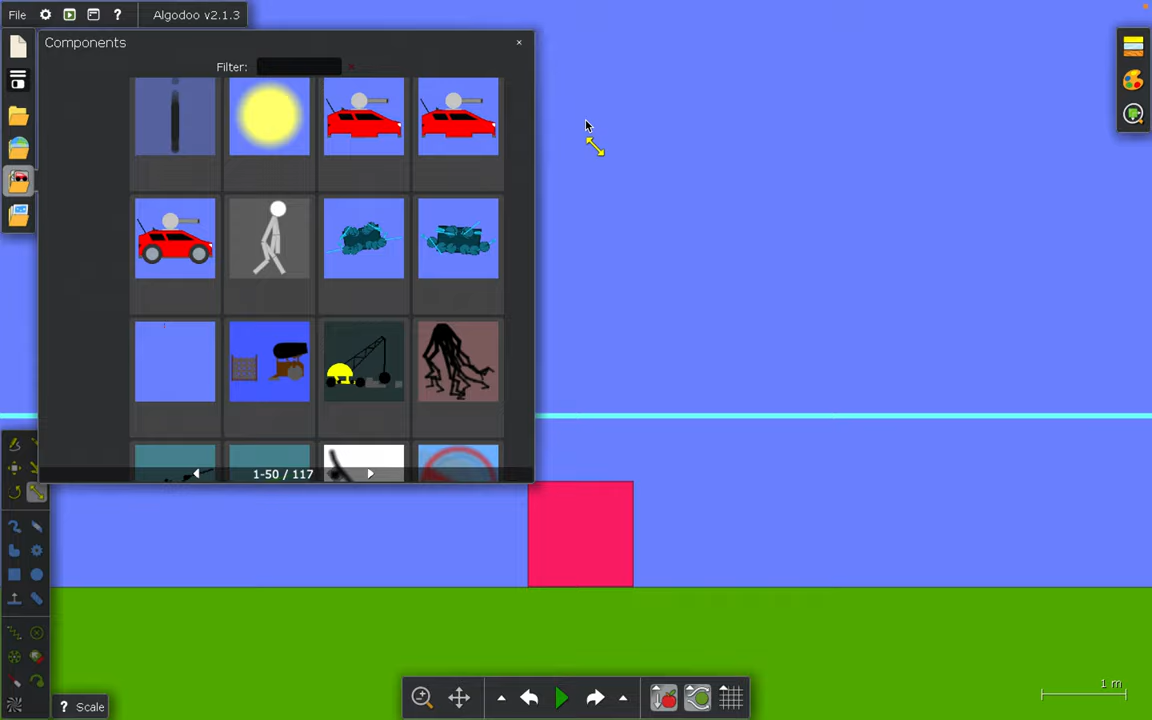 File
Algodoo v2.1.3
Components
Filter:
1-50 / 117
1 m
? Scale